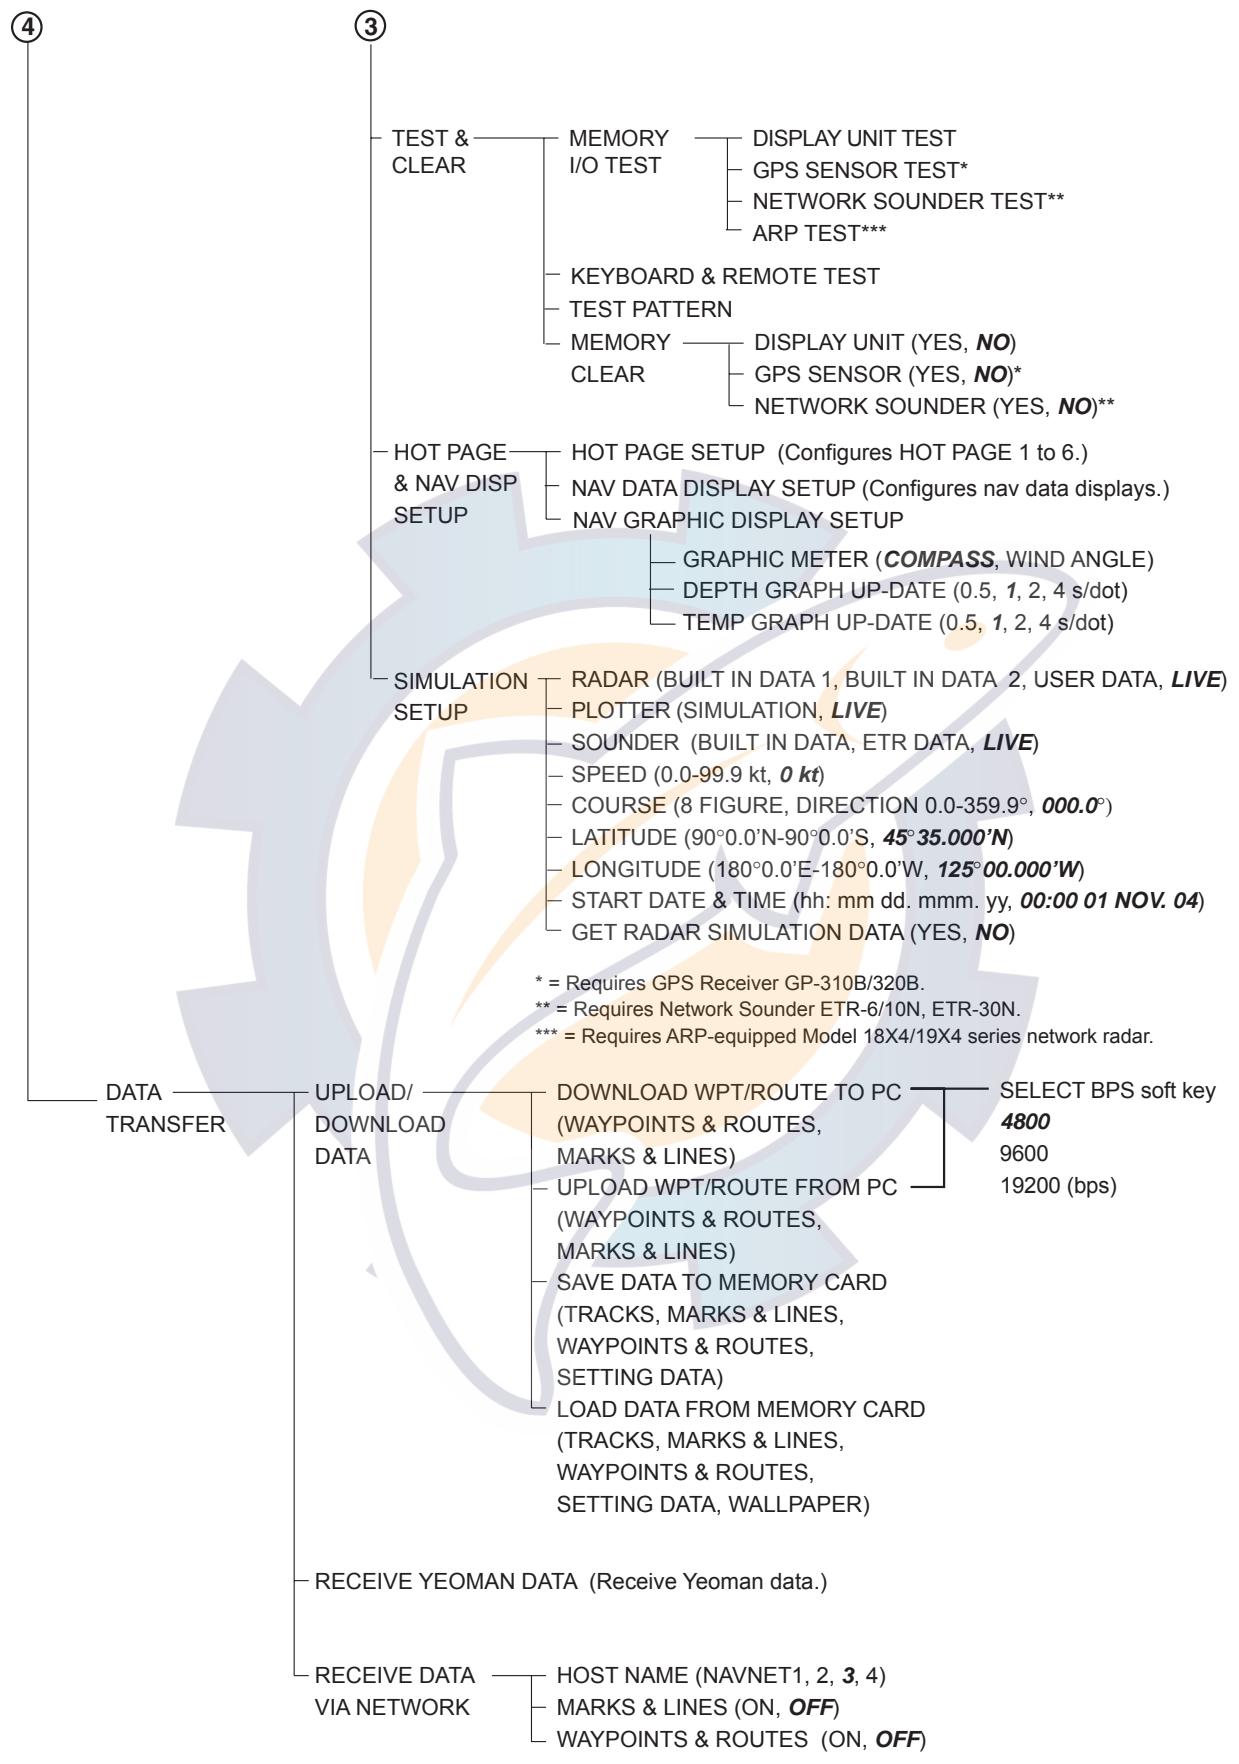 4
3
TEST &
CLEAR
MEMORY
I/O TEST
DISPLAY UNIT TEST
GPS SENSOR TEST*
NETWORK SOUNDER TEST**
ARP TEST***
KEYBOARD & REMOTE TEST
TEST PATTERN
MEMORY
CLEAR
DISPLAY UNIT (YES, NO)
GPS SENSOR (YES, NO)*
NETWORK SOUNDER (YES, NO)**
HOT PAGE
& NAV DISP
SETUP
HOT PAGE SETUP (Configures HOT PAGE 1 to 6.)
NAV DATA DISPLAY SETUP (Configures nav data displays.)
NAV GRAPHIC DISPLAY SETUP
GRAPHIC METER (COMPASS, WIND ANGLE)
DEPTH GRAPH UP-DATE (0.5, 1, 2, 4 s/dot)
TEMP GRAPH UP-DATE (0.5, 1, 2, 4 s/dot)
SIMULATION
SETUP
RADAR (BUILT IN DATA 1, BUILT IN DATA 2, USER DATA, LIVE)
PLOTTER (SIMULATION, LIVE)
SOUNDER (BUILT IN DATA, ETR DATA, LIVE)
SPEED (0.0-99.9 kt, 0 kt)
COURSE (8 FIGURE, DIRECTION 0.0-359.9°, 000.0°)
LATITUDE (90°0.0'N-90°0.0'S, 45°35.000'N)
LONGITUDE (180°0.0'E-180°0.0'W, 125°00.000'W)
START DATE & TIME (hh: mm dd. mmm. yy, 00:00 01 NOV. 04)
GET RADAR SIMULATION DATA (YES, NO)
* = Requires GPS Receiver GP-310B/320B.
** = Requires Network Sounder ETR-6/10N, ETR-30N.
*** = Requires ARP-equipped Model 18X4/19X4 series network radar.
DATA
TRANSFER
UPLOAD/
DOWNLOAD
DATA
DOWNLOAD WPT/ROUTE TO PC
(WAYPOINTS & ROUTES,
MARKS & LINES)
UPLOAD WPT/ROUTE FROM PC
(WAYPOINTS & ROUTES,
MARKS & LINES)
SELECT BPS soft key
4800
9600
19200 (bps)
SAVE DATA TO MEMORY CARD
(TRACKS, MARKS & LINES,
WAYPOINTS & ROUTES,
SETTING DATA)
LOAD DATA FROM MEMORY CARD
(TRACKS, MARKS & LINES,
WAYPOINTS & ROUTES,
SETTING DATA, WALLPAPER)
RECEIVE YEOMAN DATA (Receive Yeoman data.)
RECEIVE DATA
VIA NETWORK
HOST NAME (NAVNET1, 2, 3, 4)
MARKS & LINES (ON, OFF)
WAYPOINTS & ROUTES (ON, OFF)